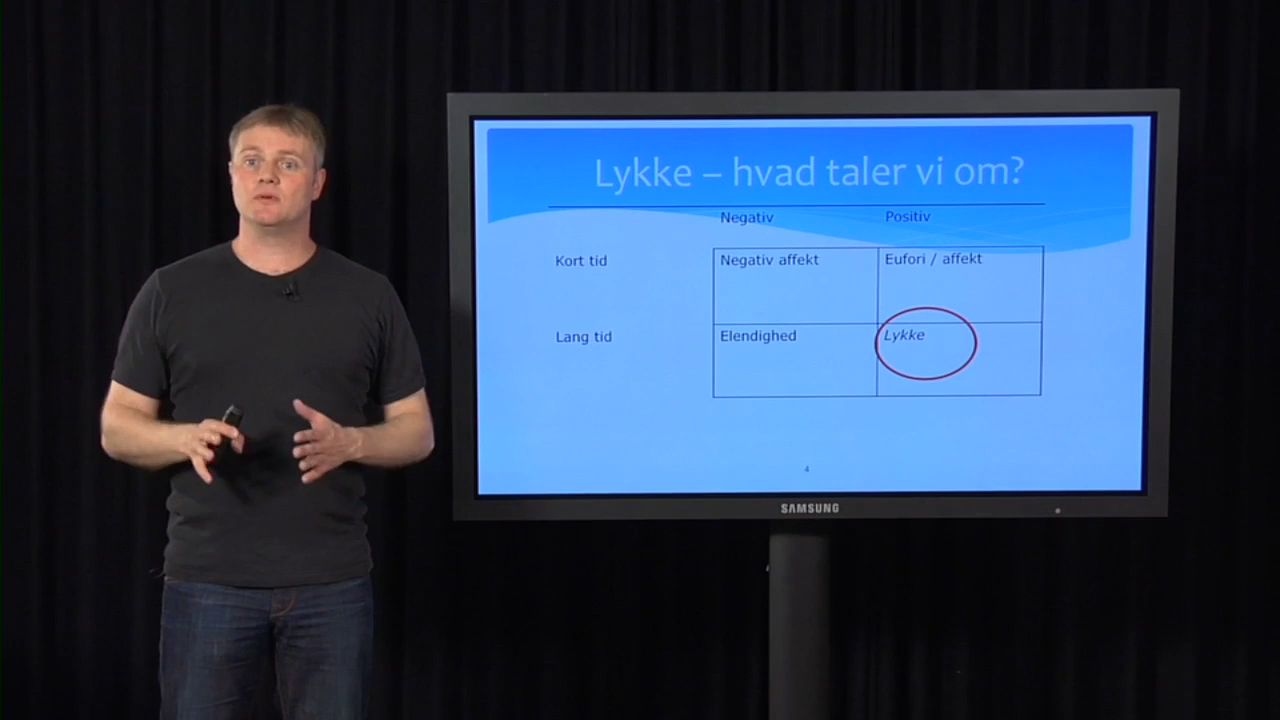 Lykke – hvad taler vi om?
Negativ Positiv
Kort tid Negativ affekt Eufori / affekt
Lang tid Elendighed Lykke
4
SAMSUNG